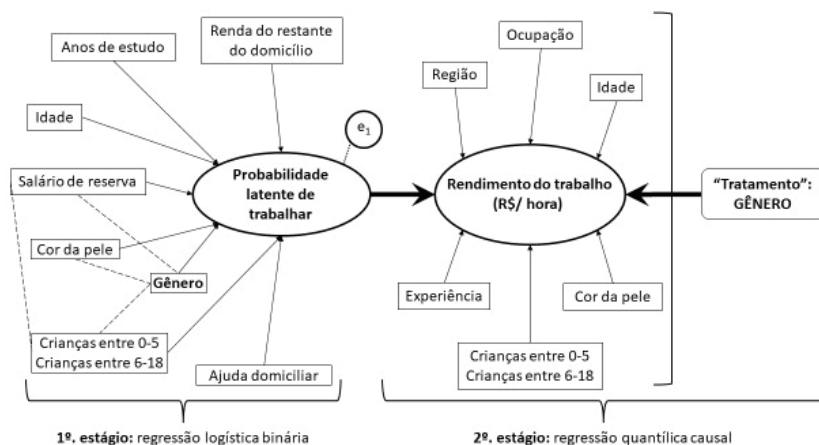 Anos de estudo
Renda do restante
do domicílio
Idade
Salário de reserva
Cor da pele
Gênero
Crianças entre 0-5
Crianças entre 6-18
Ajuda domiciliar
e1
Probabilidade
latente de
trabalhar
Ocupação
Região
Idade
Rendimento do trabalho
(R$/ hora)
Experiência
Cor da pele
Crianças entre 0-5
Crianças entre 6-18
“Tratamento”:
GÊNERO
1º. estágio: regressão logística binária
2º. estágio: regressão quantílica causal